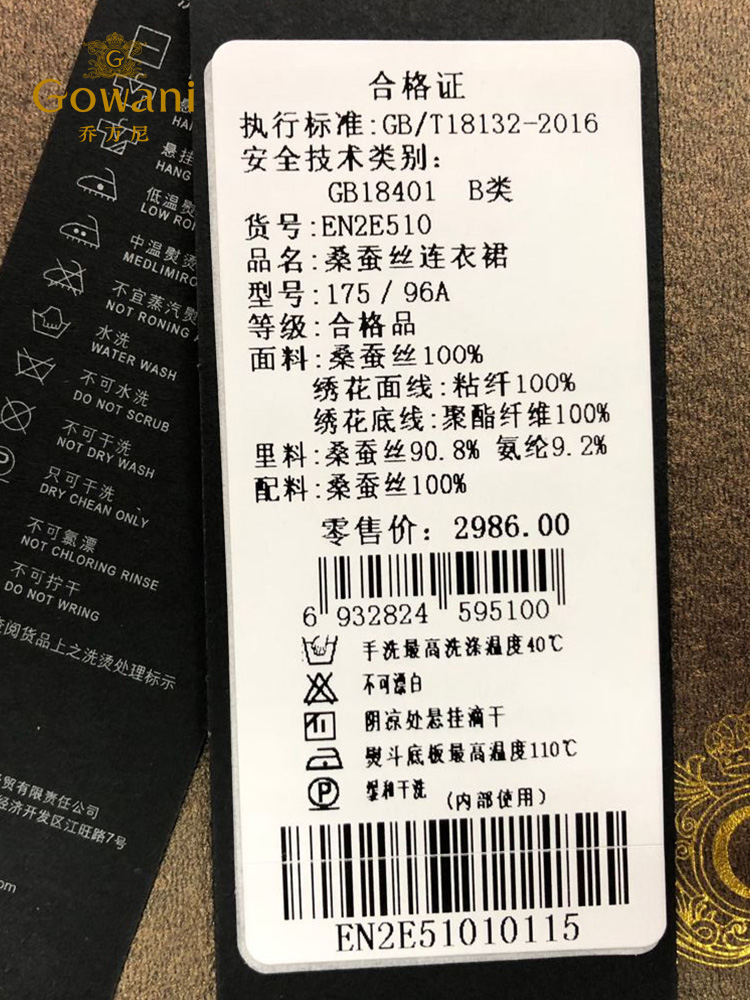 G
Gowani
乔万尼
HANG
悬挂
HANG
低温熨
LOW RO
中温熨烫
MEDLIMIRO
不宜蒸汽熨
NOT RONING
水洗
WATER WASH
不可水洗
DO NOT SCRUB
不可干洗
NOT DRY WASH
只可干洗
DRY CHEAN ONLY
不可氯漂
NOT CHLORING RINSE
不可拧干
DO NOT WRING
阅货品上之洗烫处理标示
贸有限责任公司
经济开发区江旺路7号
om
合格证
执行标准:GB/T18132-2016
安全技术类别:
GB18401 B类
货号:EN2E510
品名:桑蚕丝连衣裙
型号:175/96A
等级:合格品
面料:桑蚕丝100%
绣花面线:粘纤100%
绣花底线:聚酯纤维100%
里料:桑蚕丝90.8% 氨纶9.2%
配料:桑蚕丝100%
零售价: 2986.00
6 932824 595100
手洗最高洗涤温度40℃
不可漂白
阴凉处悬挂滴干
熨斗底板最高温度110℃
P 缓和干洗 (内部使用)
EN2E51010115